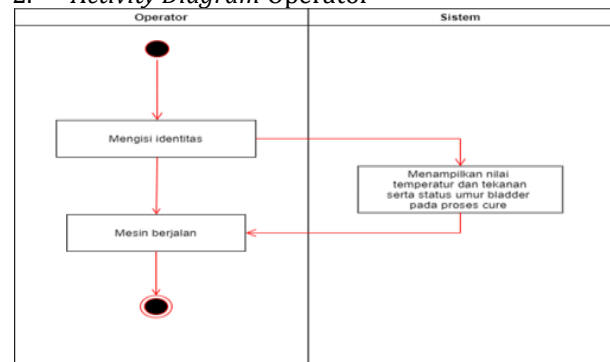 2. Activity Diagram Operator
Operator
Sistem
Mengisi identitas
Menampilkan nilai
temperatur dan tekanan
serta status umur bladder
pada proses cure
Mesin berjalan